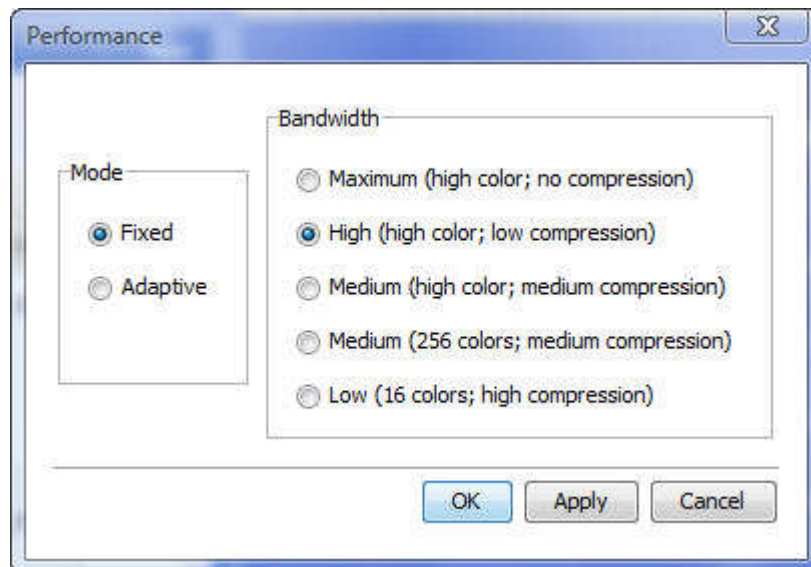 Performance
Mode
Fixed
Adaptive
Bandwidth
Maximum (high color; no compression)
High (high color; low compression)
Medium (high color; medium compression)
Medium (256 colors; medium compression)
Low (16 colors; high compression)
OK
Apply
Cancel